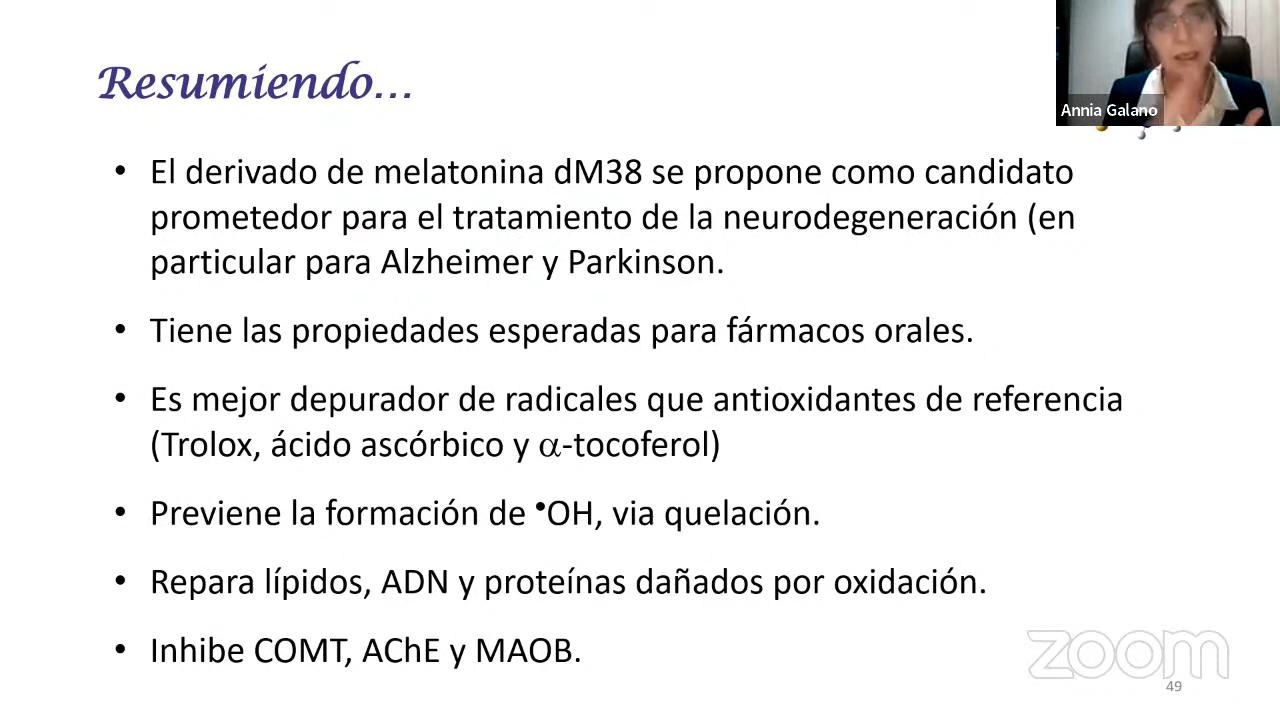 Resumiendo...
Annia Galano
• El derivado de melatonina dM38 se propone como candidato
prometedor para el tratamiento de la neurodegeneración (en
particular para Alzheimer y Parkinson.
• Tiene las propiedades esperadas para fármacos orales.
• Es mejor depurador de radicales que antioxidantes de referencia
(Trolox, ácido ascórbico y α-tocoferol)
• Previene la formación de •OH, via quelación.
• Repara lípidos, ADN y proteínas dañados por oxidación.
• Inhibe COMT, AChE y MAOB.
zoom
49